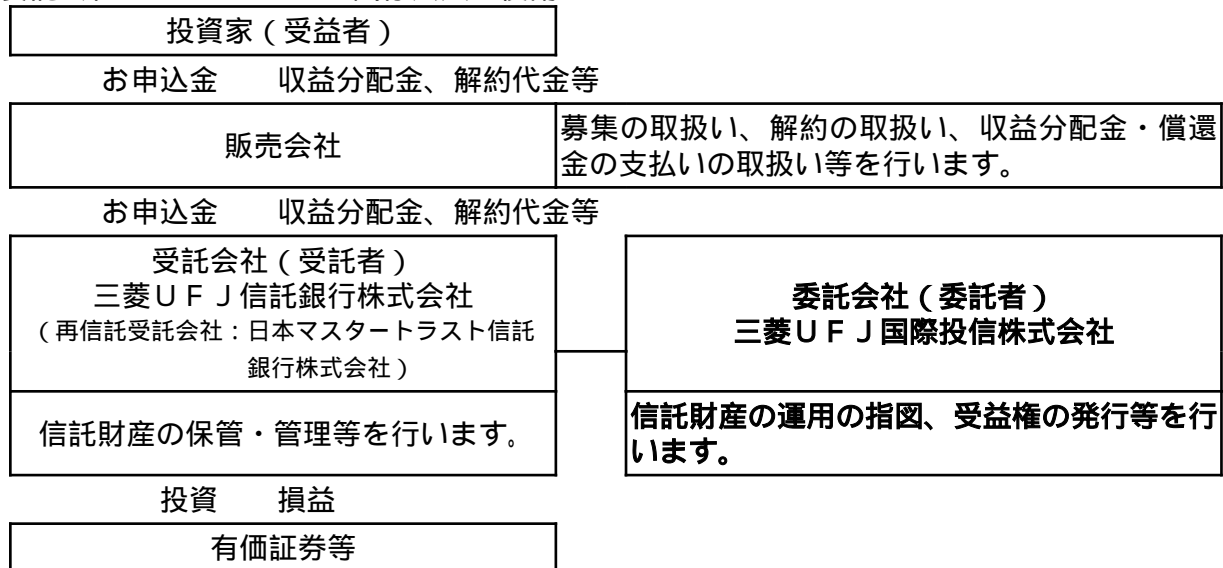 投資家（受益者）
お申込金　　収益分配金、解約代金等
販売会社
募集の取扱い、解約の取扱い、収益分配金・償還
金の支払いの取扱い等を行います。
お申込金　　収益分配金、解約代金等
受託会社（受託者）
三菱ＵＦＪ信託銀行株式会社
（再信託受託会社：日本マスタートラスト信託
銀行株式会社）
委託会社（委託者）
三菱ＵＦＪ国際投信株式会社
信託財産の保管・管理等を行います。
信託財産の運用の指図、受益権の発行等を行
います。
投資　　損益
有価証券等